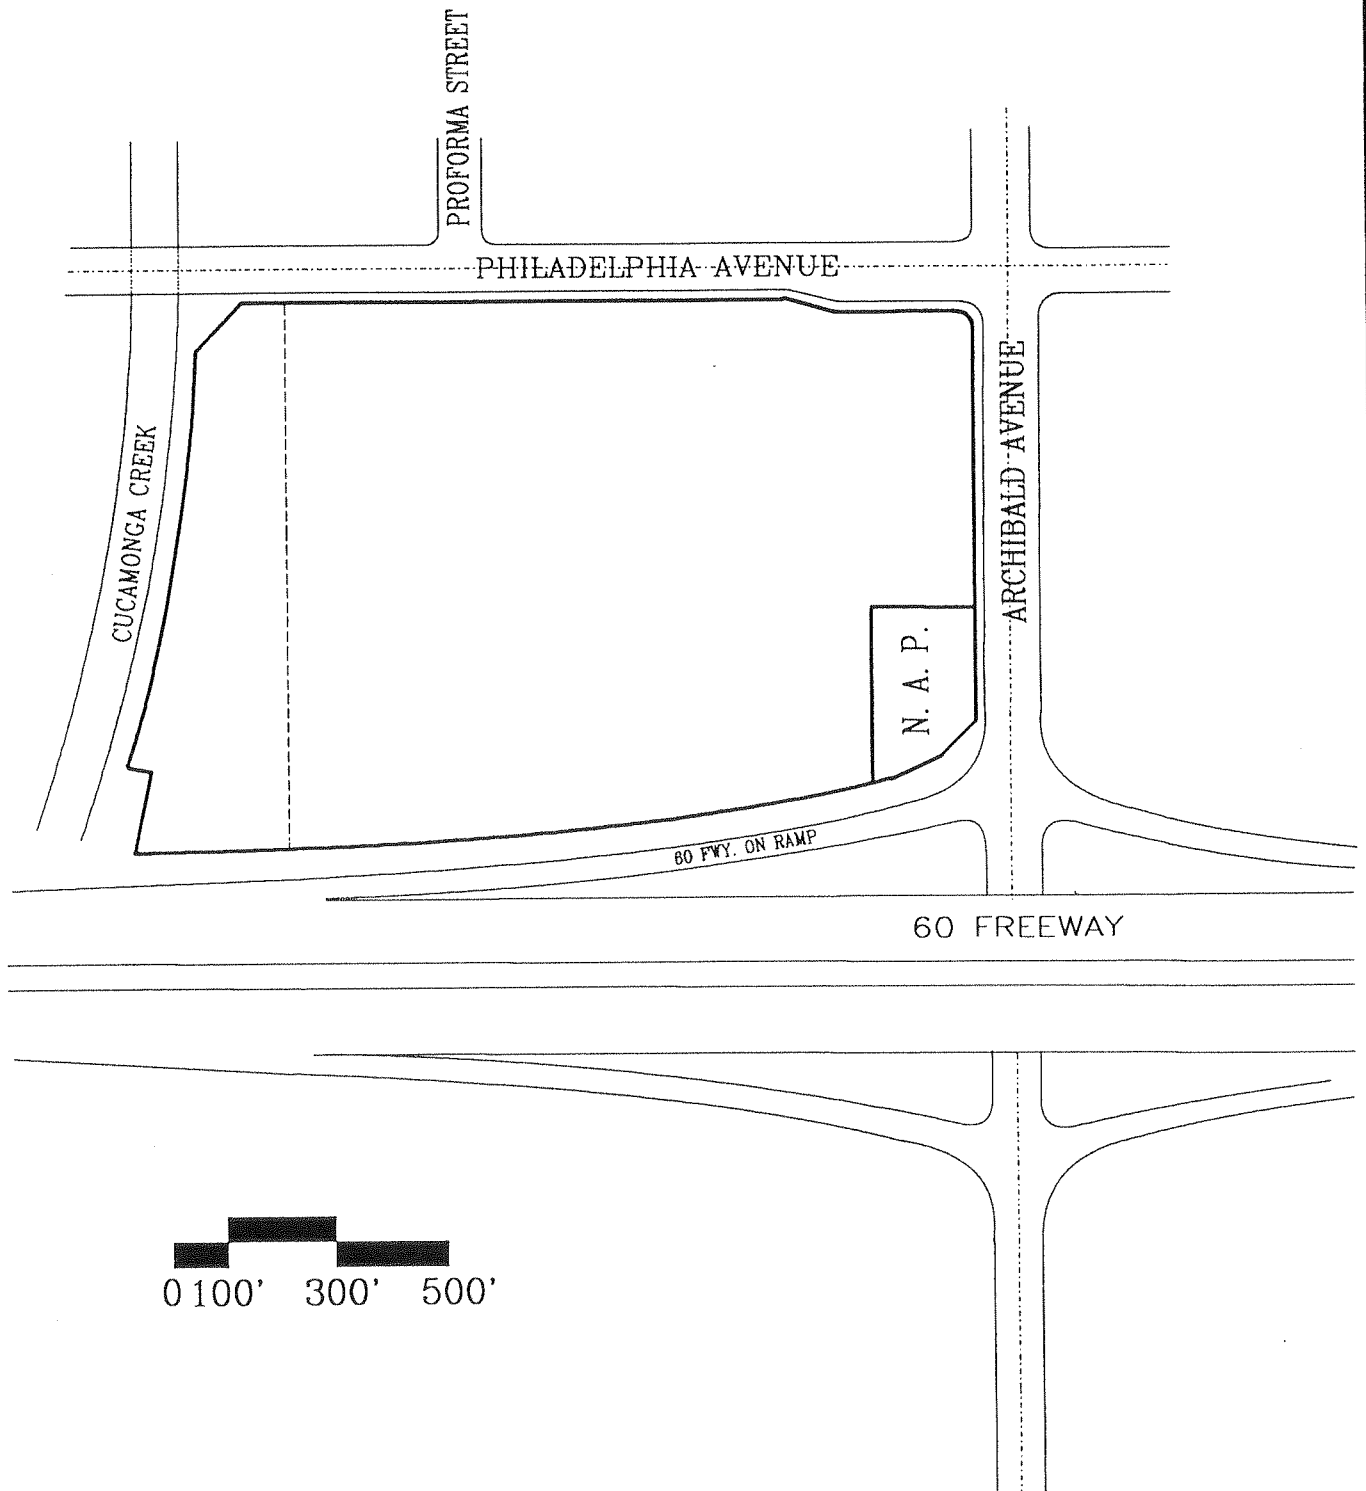 PROFORMA STREET
PHILADELPHIA AVENUE
ARCHIBALD AVENUE
CUCAMONGA CREEK
N. A. P.
60 FWY. ON RAMP
60 FREEWAY
0 100' 300' 500'